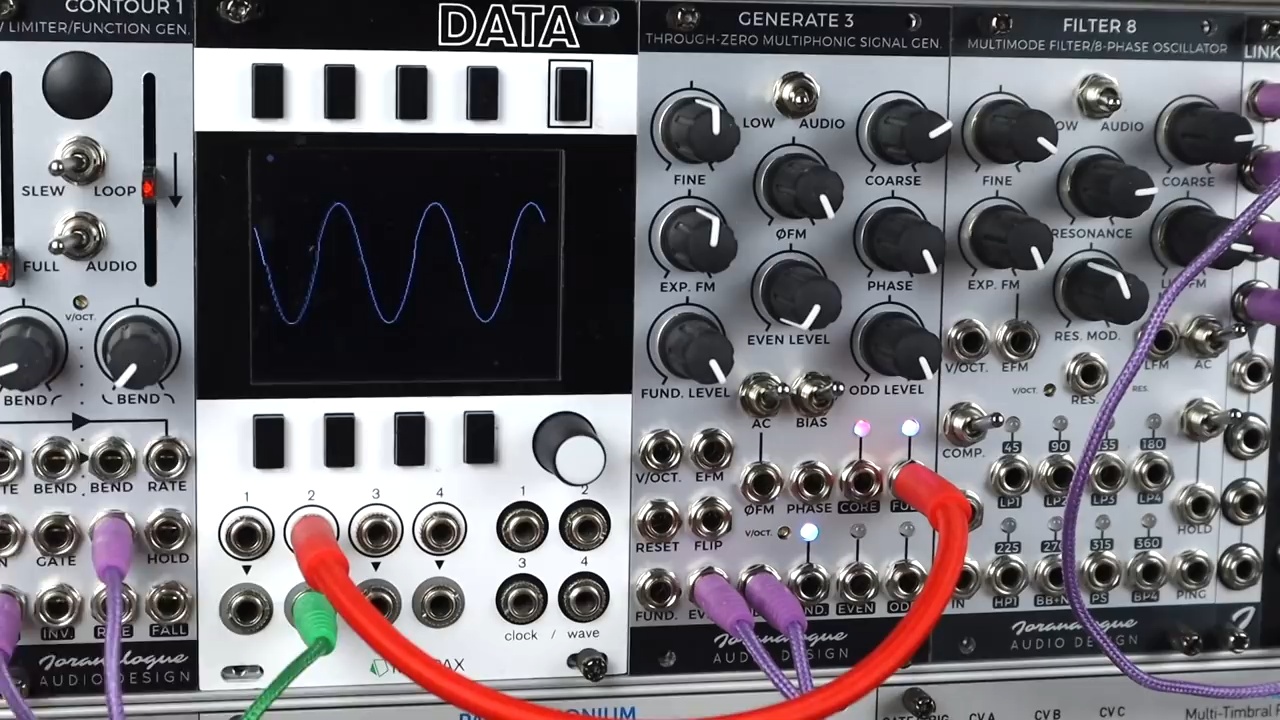 CONTOUR 1
LIMITER/FUNCTION GEN.
SLEW
LOOP
FULL
AUDIO
V/OCT.
BEND
BEND
BEND
BEND
RATE
GATE
HOLD
INV.
FALL
Joranalogue
AUDIO DESIGN
DATA
1
2
3
4
1
2
3
4
clock / wave
GENERATE 3
THROUGH-ZERO MULTIPHONIC SIGNAL GEN.
LOW
AUDIO
FINE
COARSE
ØFM
EXP. FM
PHASE
EVEN LEVEL
FUND. LEVEL
ODD LEVEL
AC
BIAS
V/OCT.
EFM
ØFM
PHASE
CORE
RESET
FLIP
V/OCT.
FUND.
EVEN
Joranalogue
AUDIO DESIGN
FILTER 8
MULTIMODE FILTER/8-PHASE OSCILLATOR
AUDIO
FINE
COARSE
RESONANCE
EXP. FM
RES. MOD.
V/OCT.
EFM
AC
V/OCT.
RES.
RES.
COMP.
45
90
180
LP1
LP3
LP4
HOLD
225
315
360
IN
HP1
PS
BP4
PING
Joranalogue
AUDIO DESIGN
LINK
CV A
CV B
CV C
Multi-Timbral